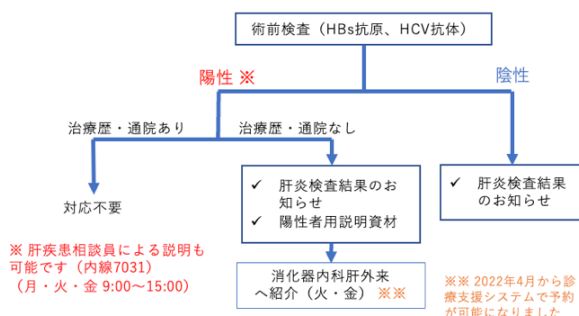 術前検査（HBs抗原、HCV抗体）
陽性 ※
陰性
治療歴・通院あり
治療歴・通院なし
対応不要
✓ 肝炎検査結果のお
知らせ
✓ 陽性者用説明資材
✓ 肝炎検査結果
のお知らせ
※ 肝疾患相談員による説明も
可能です（内線7031）
（月・火・金 9:00～15:00）
消化器内科肝外来
へ紹介（火・金）※※
※※ 2022年4月から診
療支援システムで予約
が可能になりました